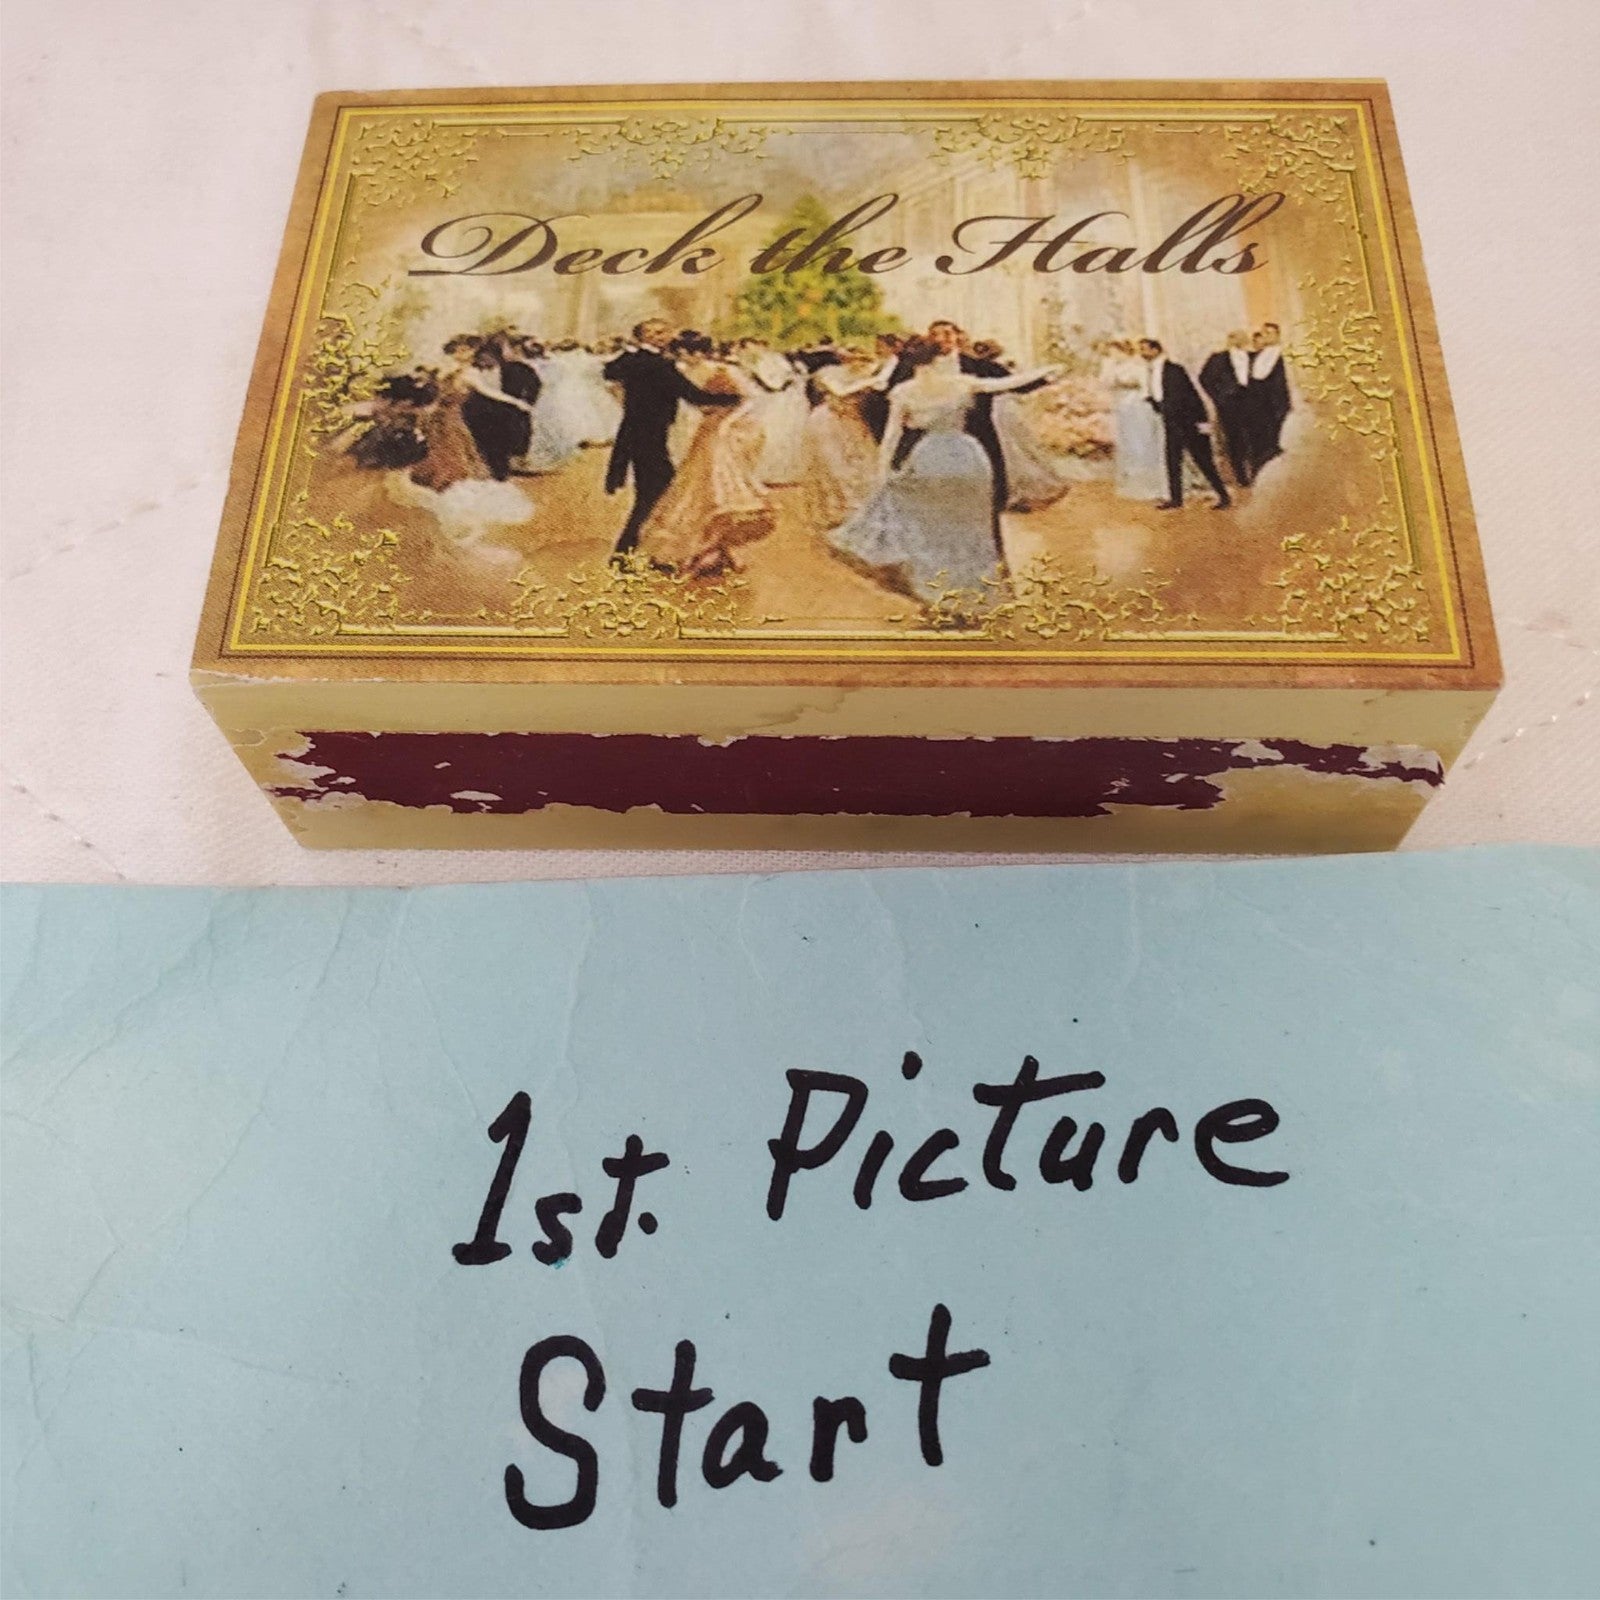 Deck the Halls
1st. Picture
Start